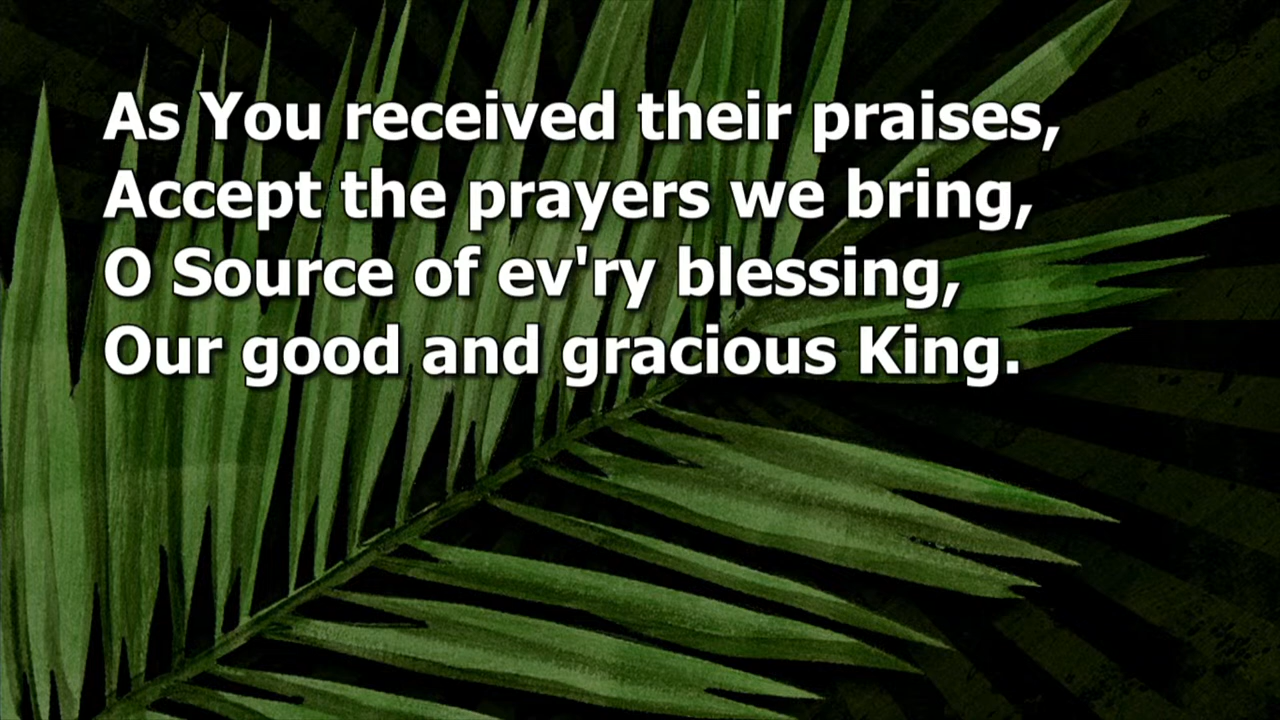 As You received their praises,
Accept the prayers we bring,
O Source of ev'ry blessing,
Our good and gracious King.